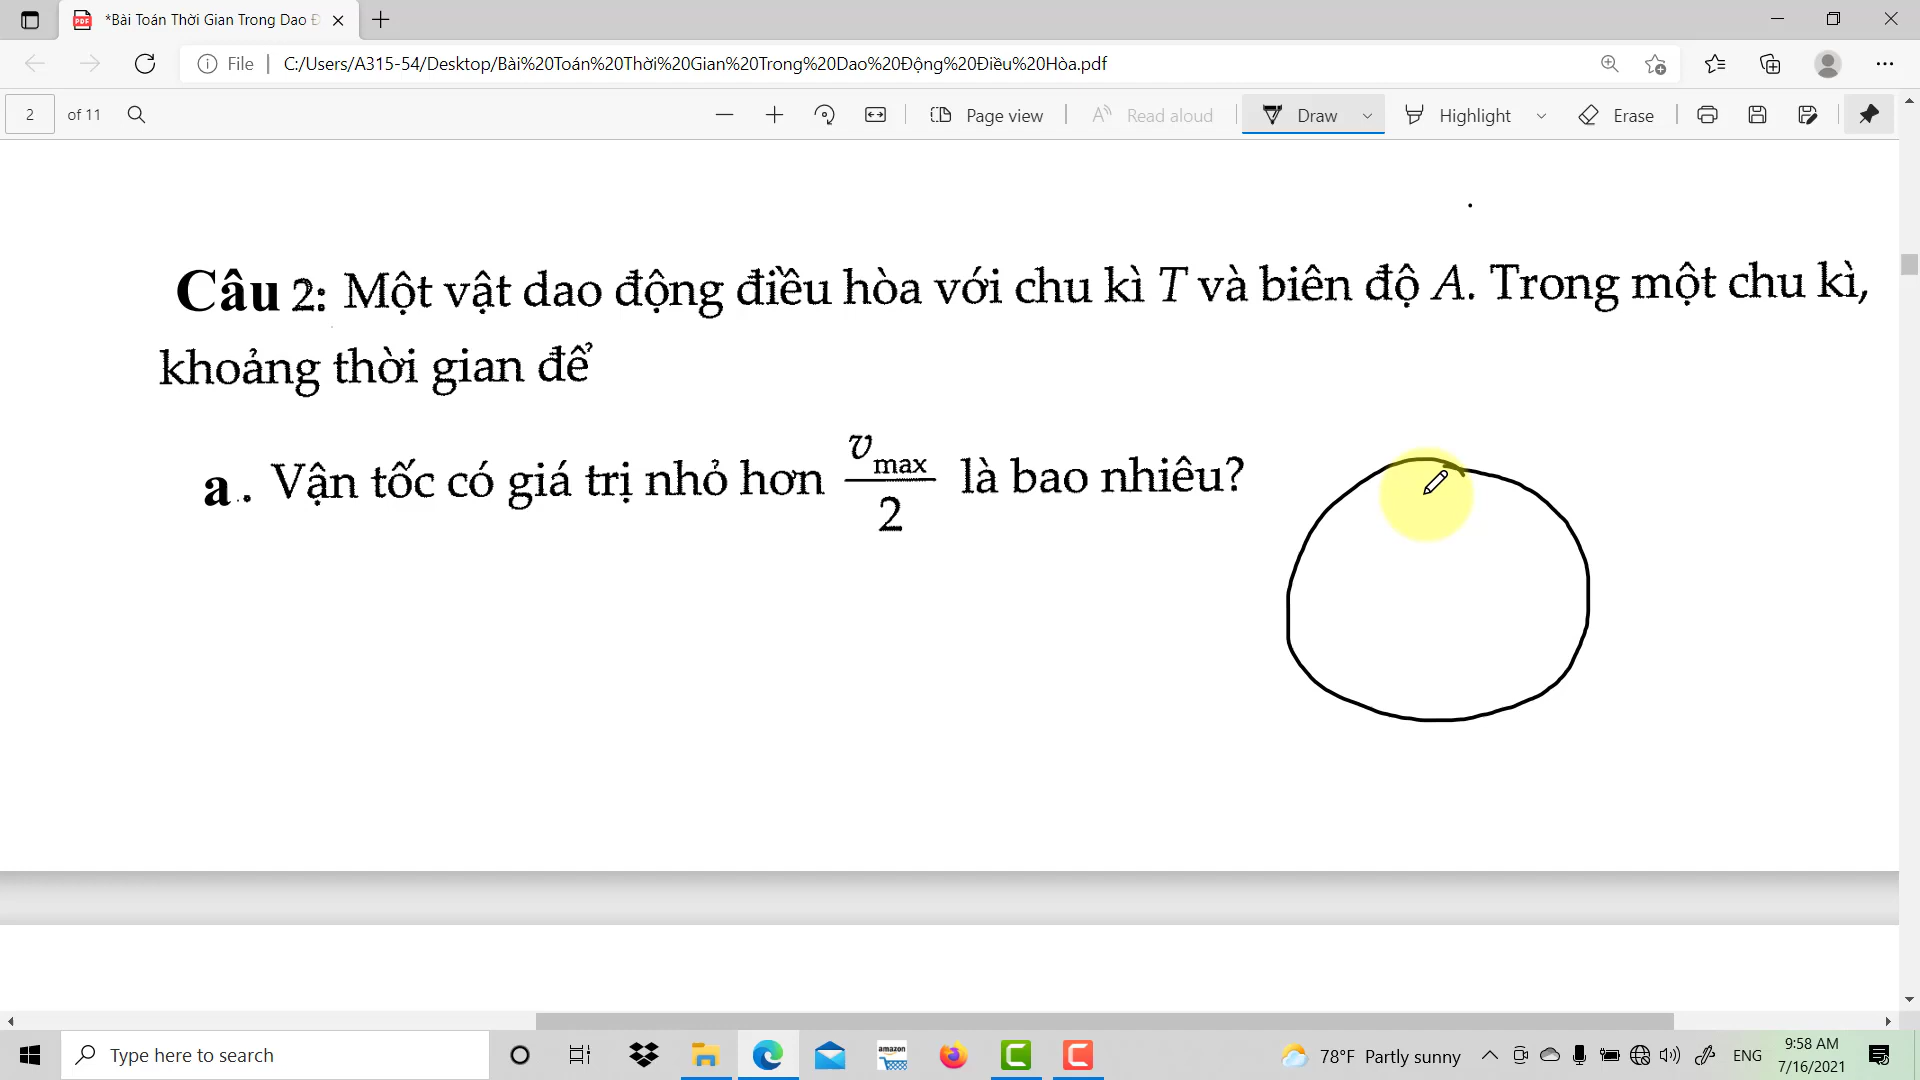 *Bài Toán Thời Gian Trong Dao Đ
File
C:/Users/A315-54/Desktop/Bài%20Toán%20Thời%20Gian%20Trong%20Dao%20Động%20Điều%20Hòa.pdf
2 of 11
Page view
Read aloud
Draw
Highlight
Erase
Câu 2: Một vật dao động điều hòa với chu kì T và biên độ A. Trong một chu kì,
khoảng thời gian để
a. Vận tốc có giá trị nhỏ hơn v_max/2 là bao nhiêu?
Type here to search
amazon
78°F Partly sunny
ENG
9:58 AM
7/16/2021